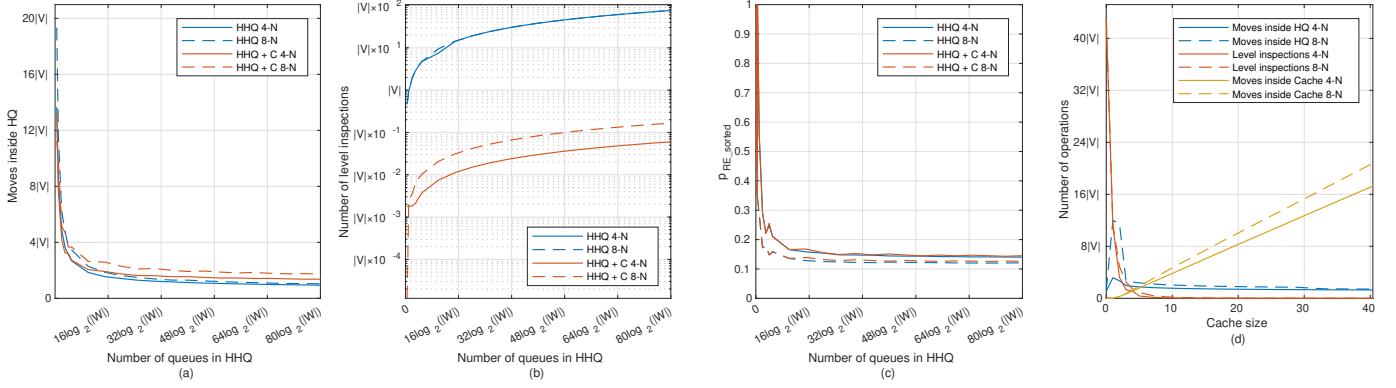 20|V|
16|V|
12|V|
8|V|
4|V|
0
Moves inside HQ
HHQ 4-N
HHQ 8-N
HHQ + C 4-N
HHQ + C 8-N
16log 2(|W|)
32log 2(|W|)
48log 2(|W|)
64log 2(|W|)
80log 2(|W|)
Number of queues in HHQ
(a)
|V|×10 2
|V|×10 1
|V|
|V|×10 -1
|V|×10 -2
|V|×10 -3
|V|×10 -4
Number of level inspections
HHQ 4-N
HHQ 8-N
HHQ + C 4-N
HHQ + C 8-N
0
16log 2(|W|)
32log 2(|W|)
48log 2(|W|)
64log 2(|W|)
80log 2(|W|)
Number of queues in HHQ
(b)
1
0.9
0.8
0.7
0.6
0.5
0.4
0.3
0.2
0.1
0
p RE_sorted
HHQ 4-N
HHQ 8-N
HHQ + C 4-N
HHQ + C 8-N
0
16log 2(|W|)
32log 2(|W|)
48log 2(|W|)
64log 2(|W|)
80log 2(|W|)
Number of queues in HHQ
(c)
40|V|
32|V|
24|V|
16|V|
8|V|
0
Number of operations
Moves inside HQ 4-N
Moves inside HQ 8-N
Level inspections 4-N
Level inspections 8-N
Moves inside Cache 4-N
Moves inside Cache 8-N
0
10
20
30
40
Cache size
(d)